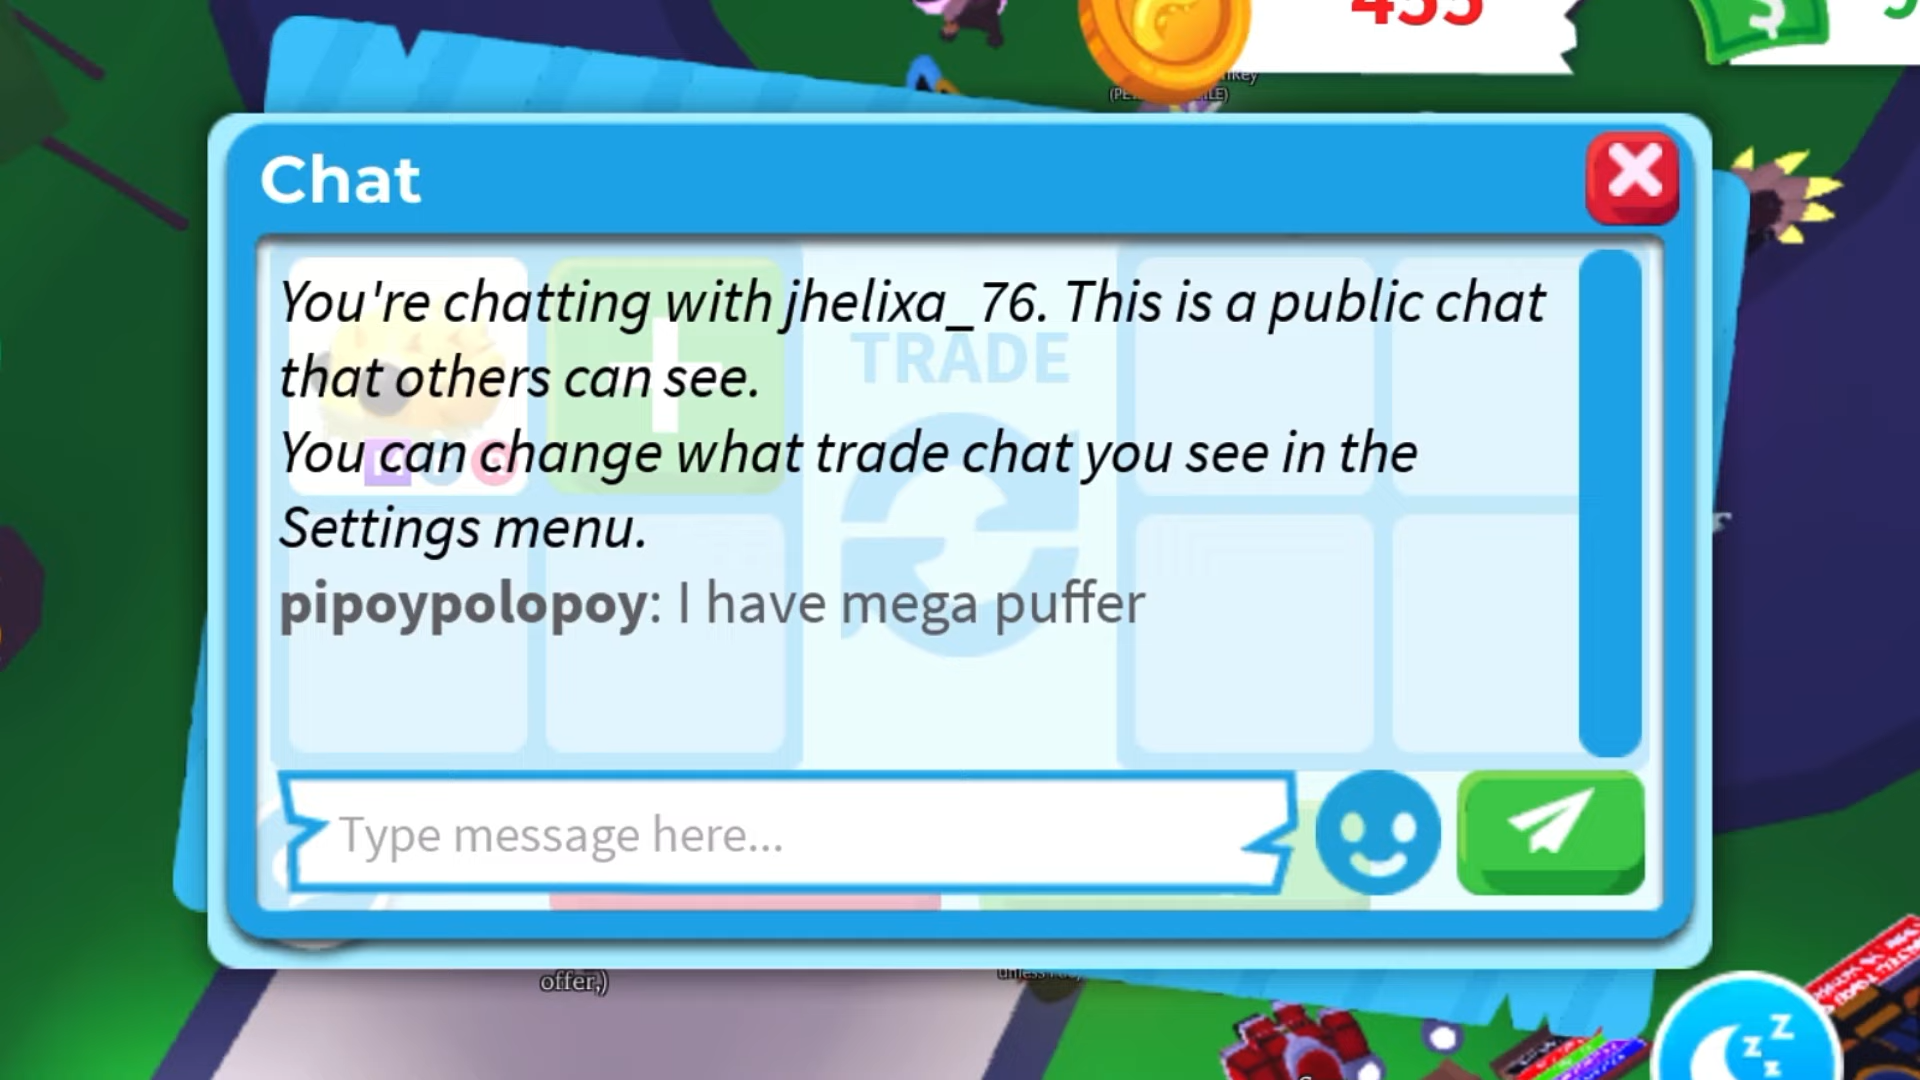 455
Chat
You're chatting with jhelixa_76. This is a public chat
that others can see.
TRADE
You can change what trade chat you see in the
Settings menu.
pipoypolopoy: I have mega puffer
Type message here...
offer,)